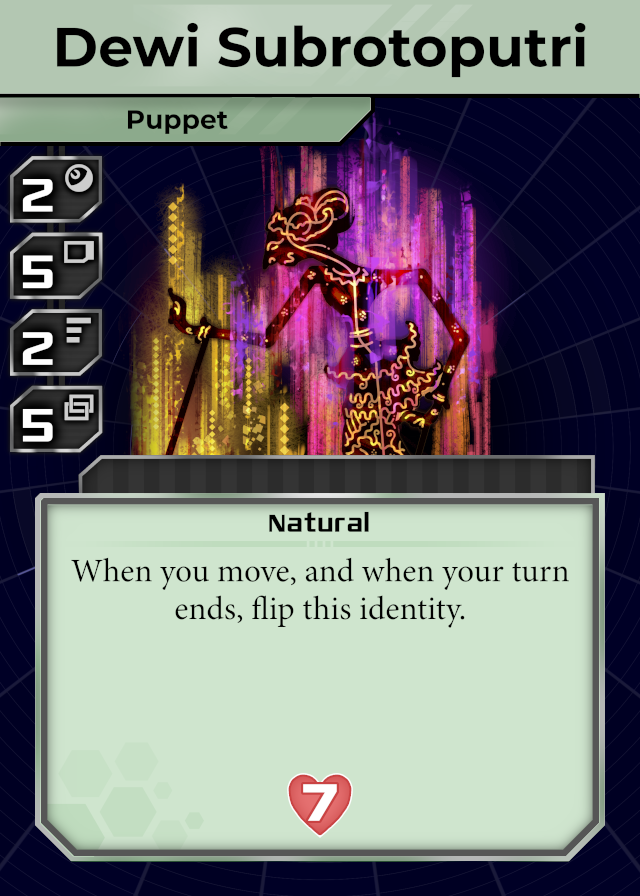 Dewi Subrotoputri
Puppet
2
5
2
5
Natural
When you move, and when your turn
ends, flip this identity.
7